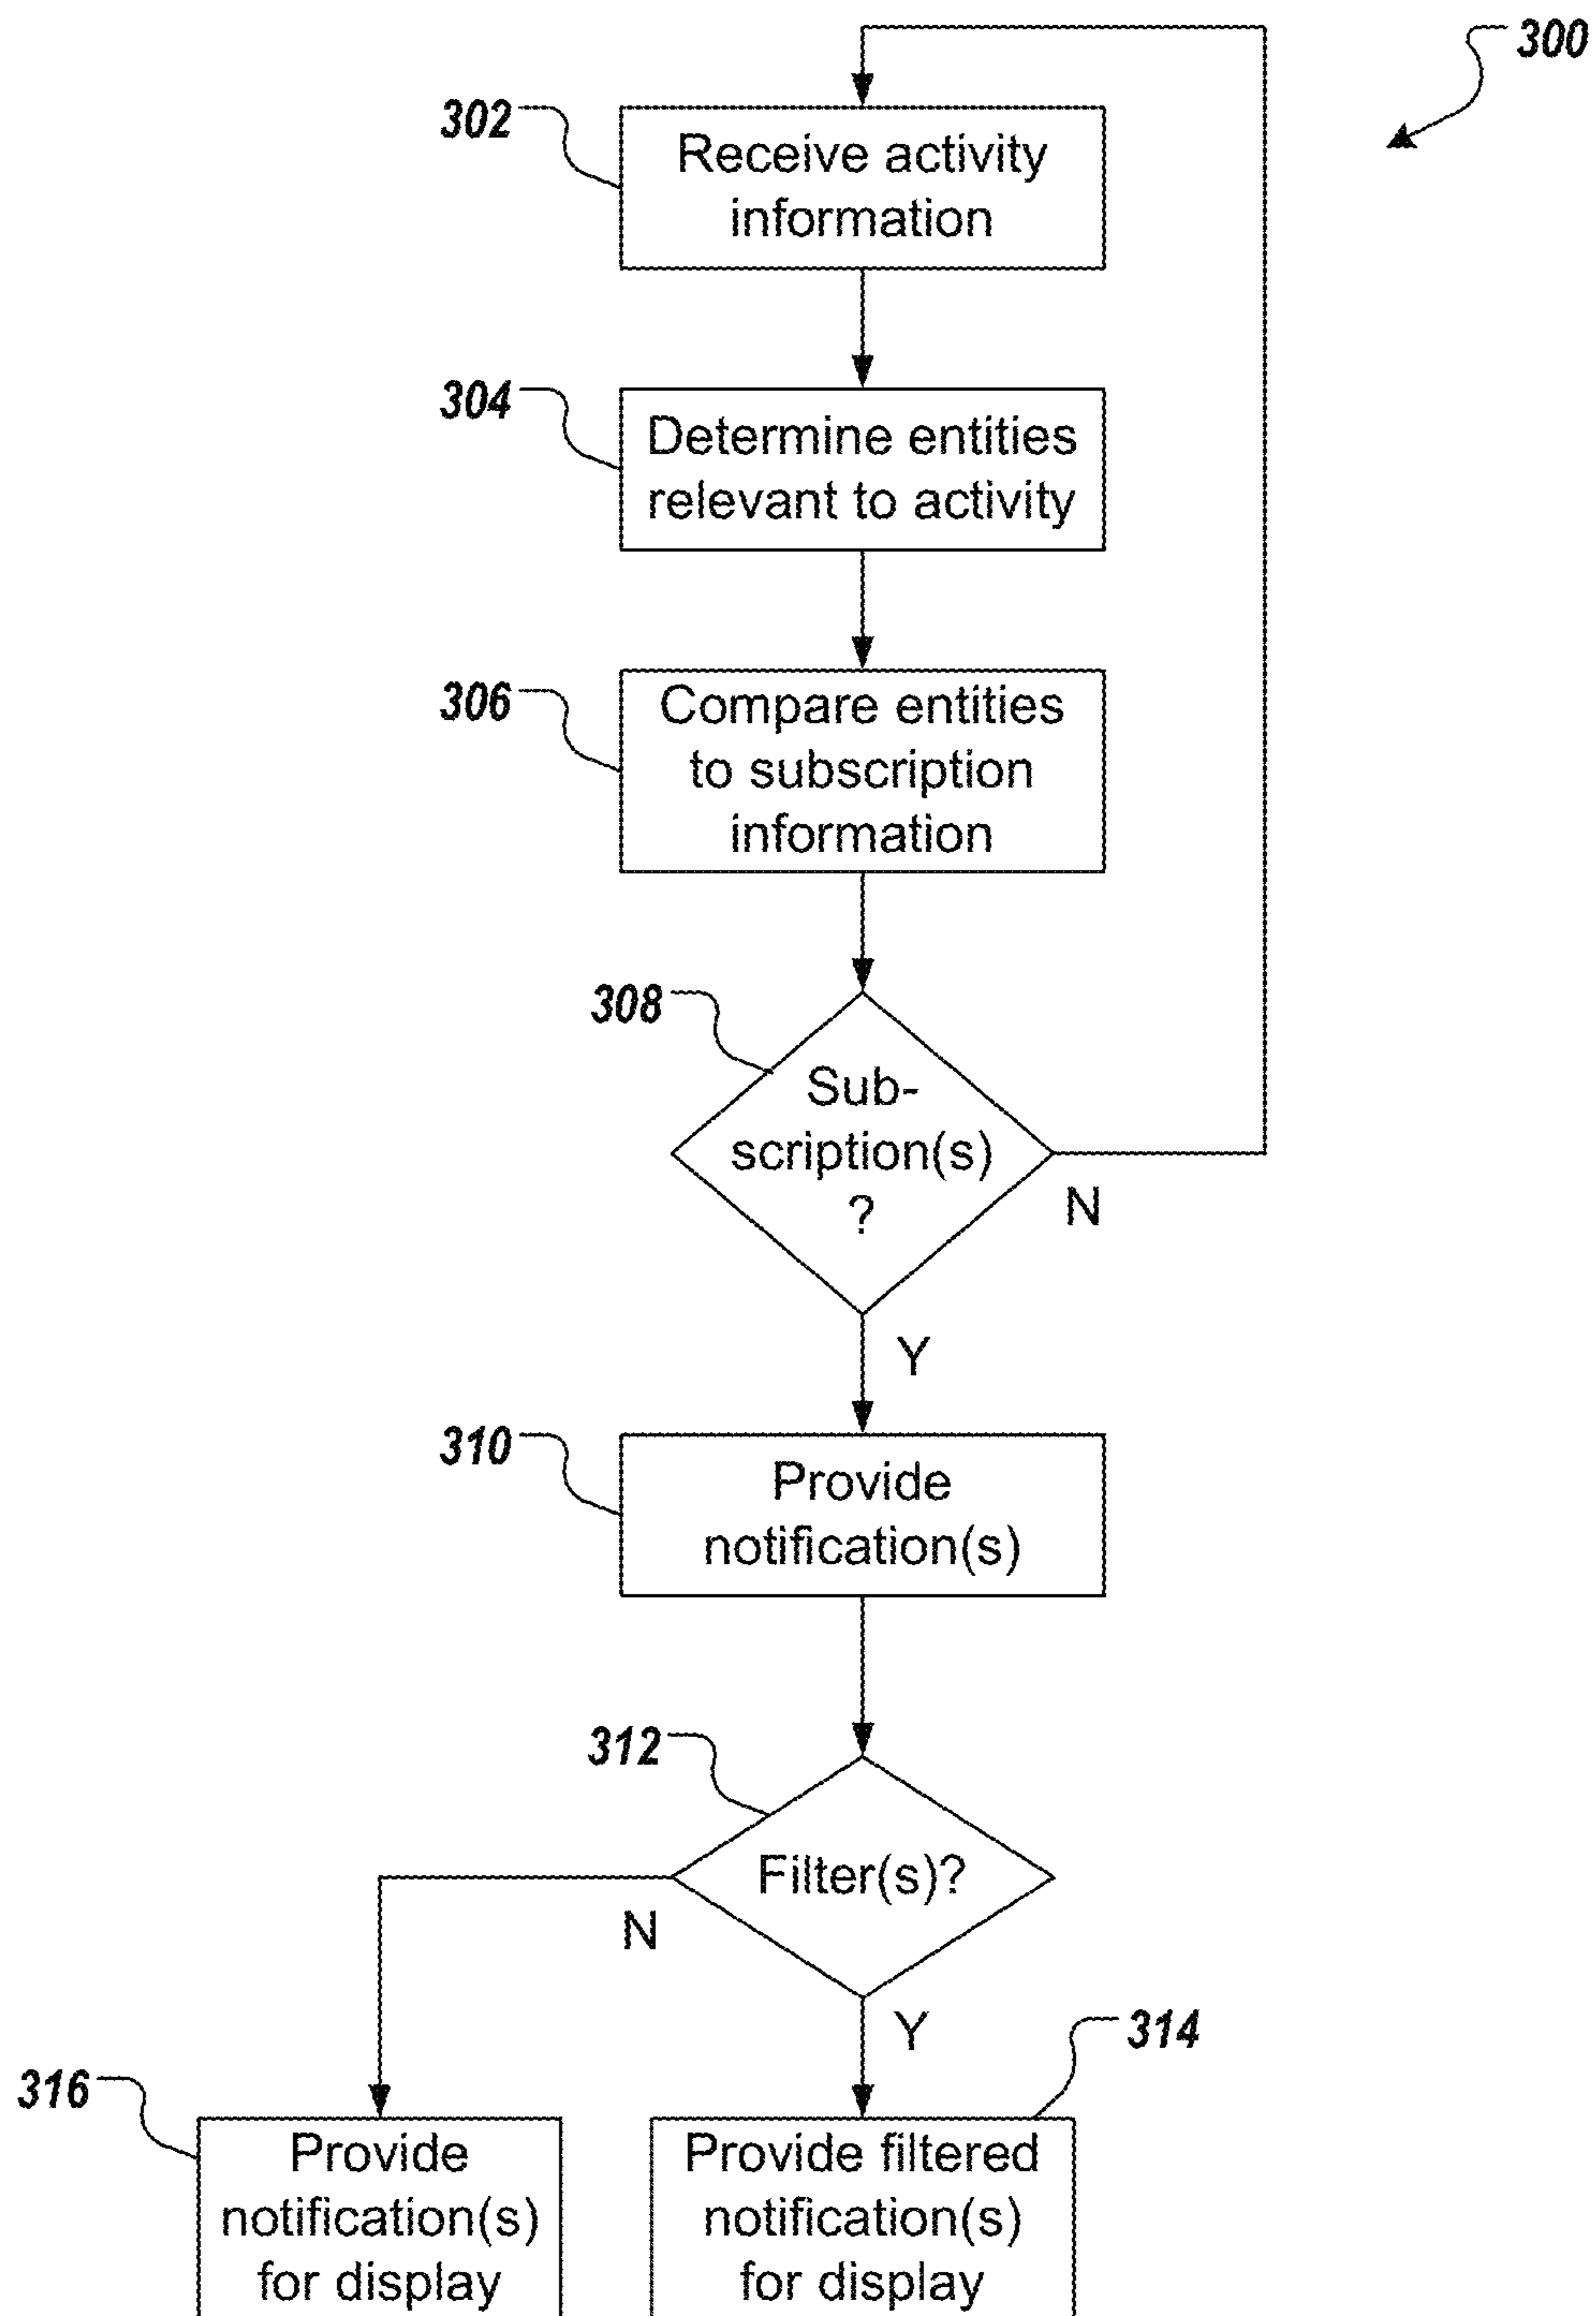 300
302
Receive activity
information
304
Determine entities
relevant to activity
306
Compare entities
to subscription
information
308
Sub-
scription(s)
?
N
Y
310
Provide
notification(s)
312
Filter(s)?
N
Y
314
316
Provide
notification(s)
for display
Provide filtered
notification(s)
for display